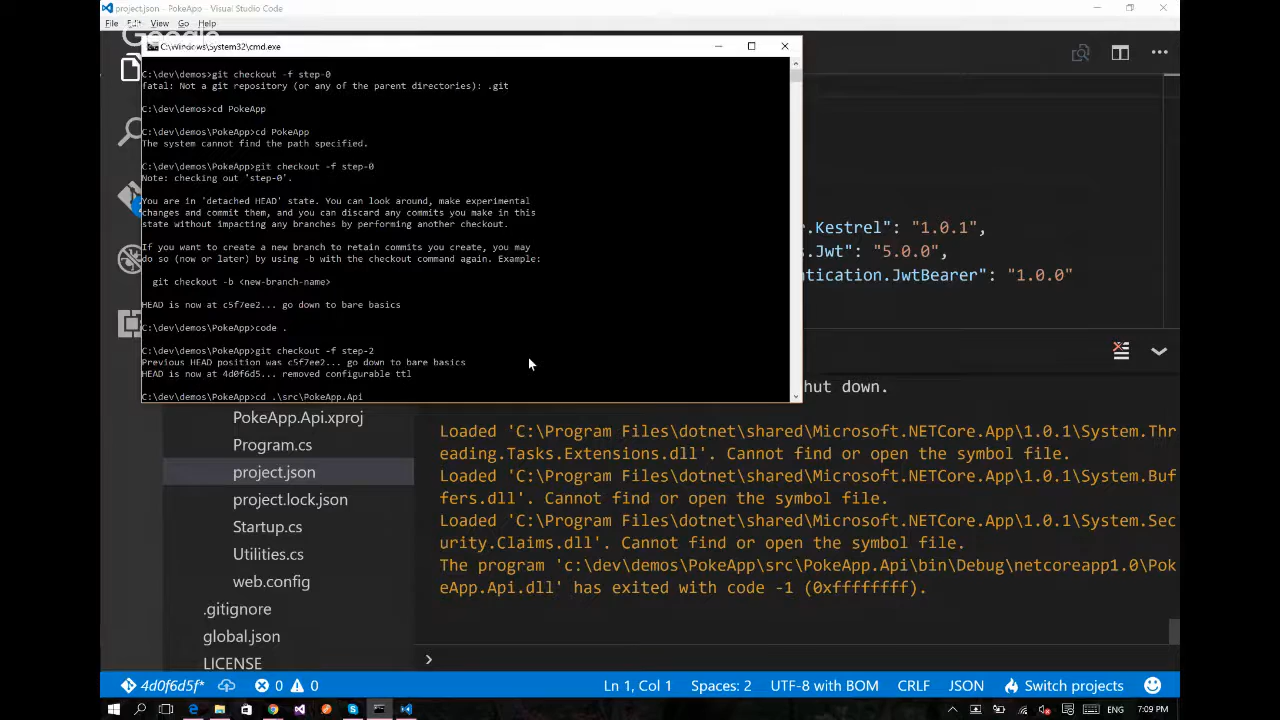 project.json - PokeApp - Visual Studio Code
File Edit View Go Help
Google
C:\Windows\System32\cmd.exe
C:\dev\demos>git checkout -f step-0
fatal: Not a git repository (or any of the parent directories): .git
C:\dev\demos>cd PokeApp
C:\dev\demos\PokeApp>cd PokeApp
The system cannot find the path specified.
C:\dev\demos\PokeApp>git checkout -f step-0
Note: checking out 'step-0'.
You are in 'detached HEAD' state. You can look around, make experimental
changes and commit them, and you can discard any commits you make in this
state without impacting any branches by performing another checkout.
If you want to create a new branch to retain commits you create, you may
do so (now or later) by using -b with the checkout command again. Example:
git checkout -b <new-branch-name>
HEAD is now at c5f7ee2... go down to bare basics
C:\dev\demos\PokeApp>code .
C:\dev\demos\PokeApp>git checkout -f step-2
Previous HEAD position was c5f7ee2... go down to bare basics
HEAD is now at 4d0f6d5... removed configurable ttl
C:\dev\demos\PokeApp>cd .\src\PokeApp.Api
.Kestrel": "1.0.1",
s.Jwt": "5.0.0",
ntication.JwtBearer": "1.0.0"
PokeApp.Api.xproj
Program.cs
project.json
project.lock.json
Startup.cs
Utilities.cs
web.config
.gitignore
global.json
LICENSE
hut down.
Loaded 'C:\Program Files\dotnet\shared\Microsoft.NETCore.App\1.0.1\System.Thre
eading.Tasks.Extensions.dll'. Cannot find or open the symbol file.
Loaded 'C:\Program Files\dotnet\shared\Microsoft.NETCore.App\1.0.1\System.Buf
fers.dll'. Cannot find or open the symbol file.
Loaded 'C:\Program Files\dotnet\shared\Microsoft.NETCore.App\1.0.1\System.Sec
urity.Claims.dll'. Cannot find or open the symbol file.
The program 'c:\dev\demos\PokeApp\src\PokeApp.Api\bin\Debug\netcoreapp1.0\Pok
eApp.Api.dll' has exited with code -1 (0xffffffff).
4d0f6d5f* 0 0 Ln 1, Col 1 Spaces: 2 UTF-8 with BOM CRLF JSON Switch projects
ENG 7:09 PM